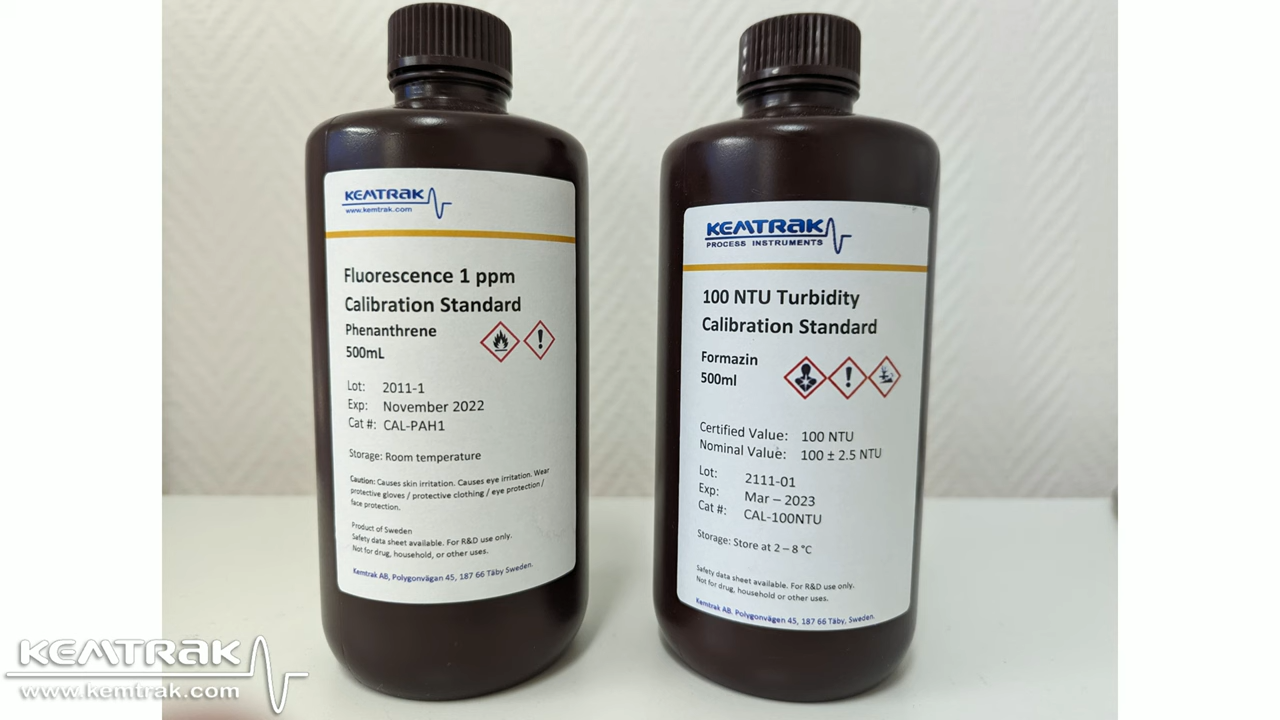 KEMTRAK
www.kemtrak.com
Fluorescence 1 ppm
Calibration Standard
Phenanthrene
500mL
Lot: 2011-1
Exp: November 2022
Cat #: CAL-PAH1
Storage: Room temperature
Caution: Causes skin irritation. Causes eye irritation. Wear
protective gloves / protective clothing / eye protection /
face protection.
Product of Sweden
Safety data sheet available. For R&D use only.
Not for drug, household, or other uses.
Kemtrak AB, Polygonvägen 45, 187 66 Täby Sweden.
KEMTRAK
PROCESS INSTRUMENTS
100 NTU Turbidity
Calibration Standard
Formazin
500ml
Certified Value: 100 NTU
Nominal Value: 100 ± 2.5 NTU
Lot: 2111-01
Exp: Mar – 2023
Cat #: CAL-100NTU
Storage: Store at 2 – 8 °C
Safety data sheet available. For R&D use only.
Not for drug, household or other uses.
Kemtrak AB. Polygonvägen 45, 187 66 Täby, Sweden.
KEMTRAK
www.kemtrak.com